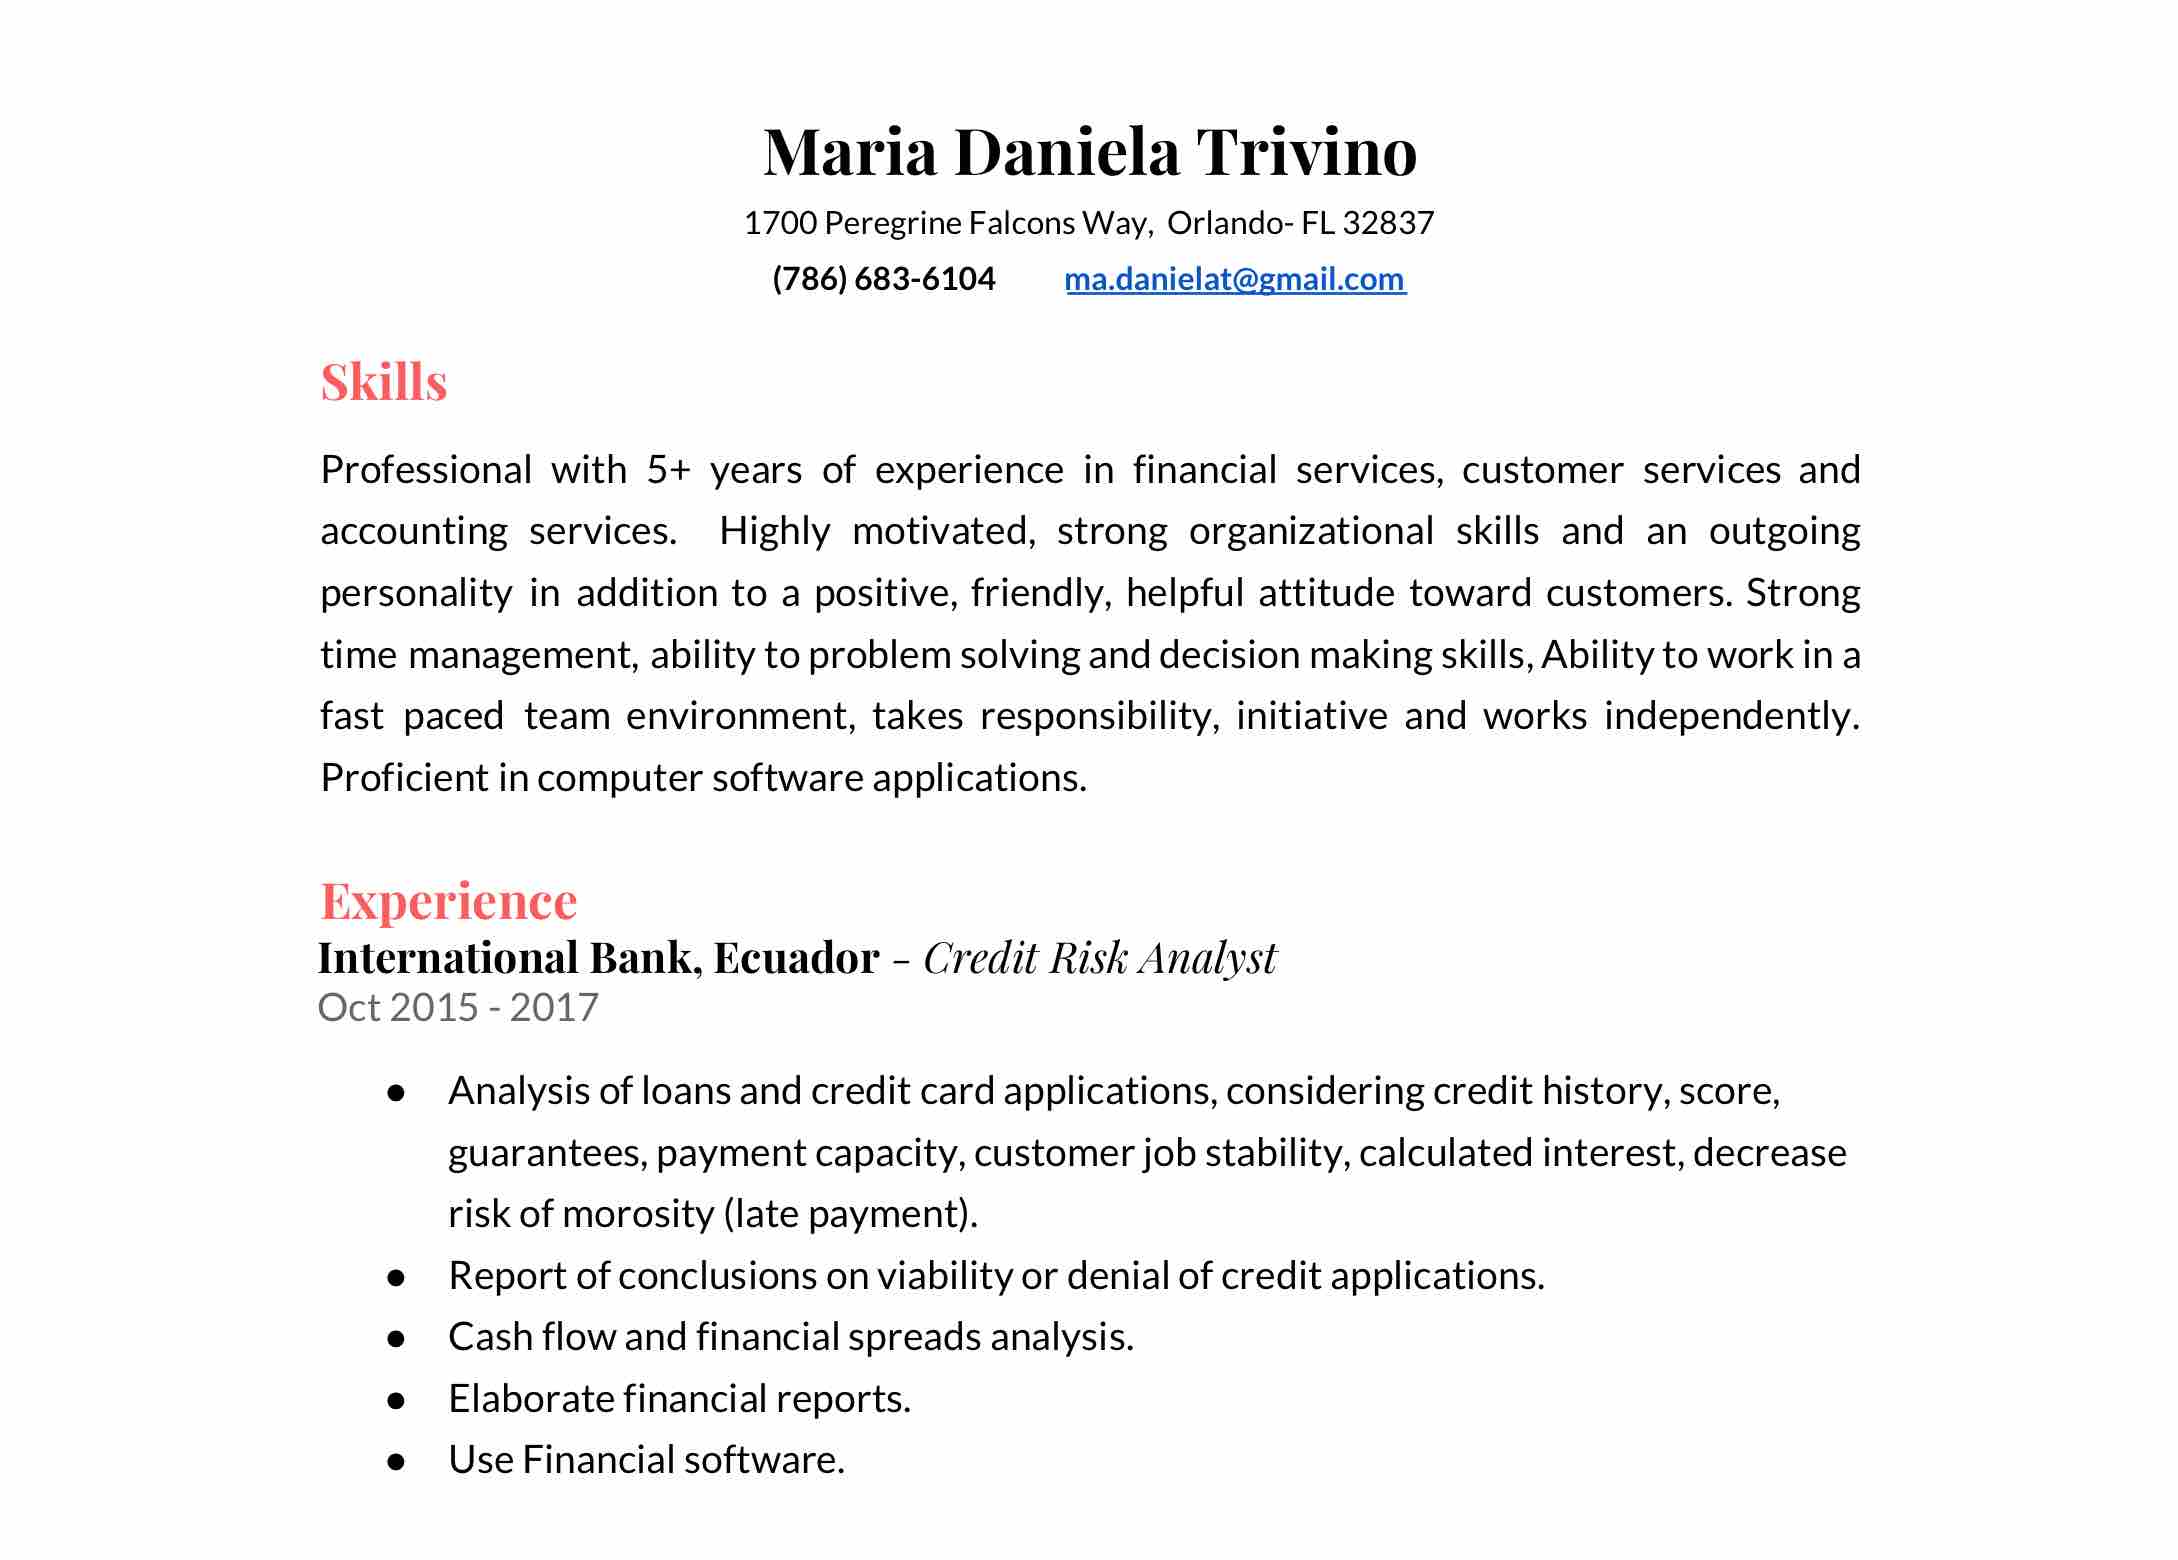 Maria Daniela Trivino
1700 Peregrine Falcons Way,  Orlando- FL 32837
(786) 683-6104 ma.danielat@gmail.com
Skills
Professional with 5+ years of experience in financial services, customer services and
accounting services.  Highly motivated, strong organizational skills and an outgoing
personality in addition to a positive, friendly, helpful attitude toward customers. Strong
time management, ability to problem solving and decision making skills, Ability to work in a
fast paced team environment, takes responsibility, initiative and works independently.
Proficient in computer software applications.
Experience
International Bank, Ecuador – Credit Risk Analyst
Oct 2015 - 2017
● Analysis of loans and credit card applications, considering credit history, score,
guarantees, payment capacity, customer job stability, calculated interest, decrease
risk of morosity (late payment).
● Report of conclusions on viability or denial of credit applications.
● Cash flow and financial spreads analysis.
● Elaborate financial reports.
● Use Financial software.